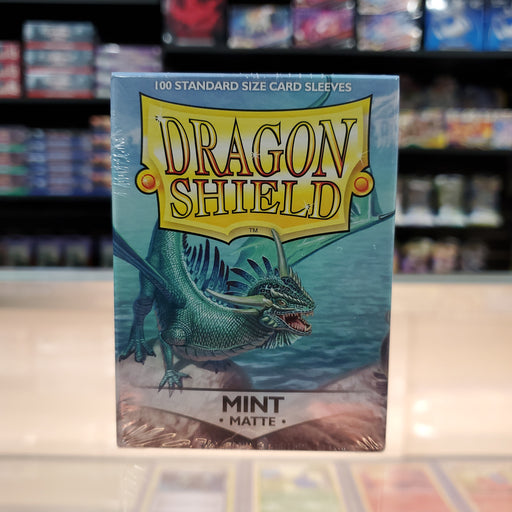 100 STANDARD SIZE CARD SLEEVES
DRAGON
SHIELD
™
MINT
• MATTE •